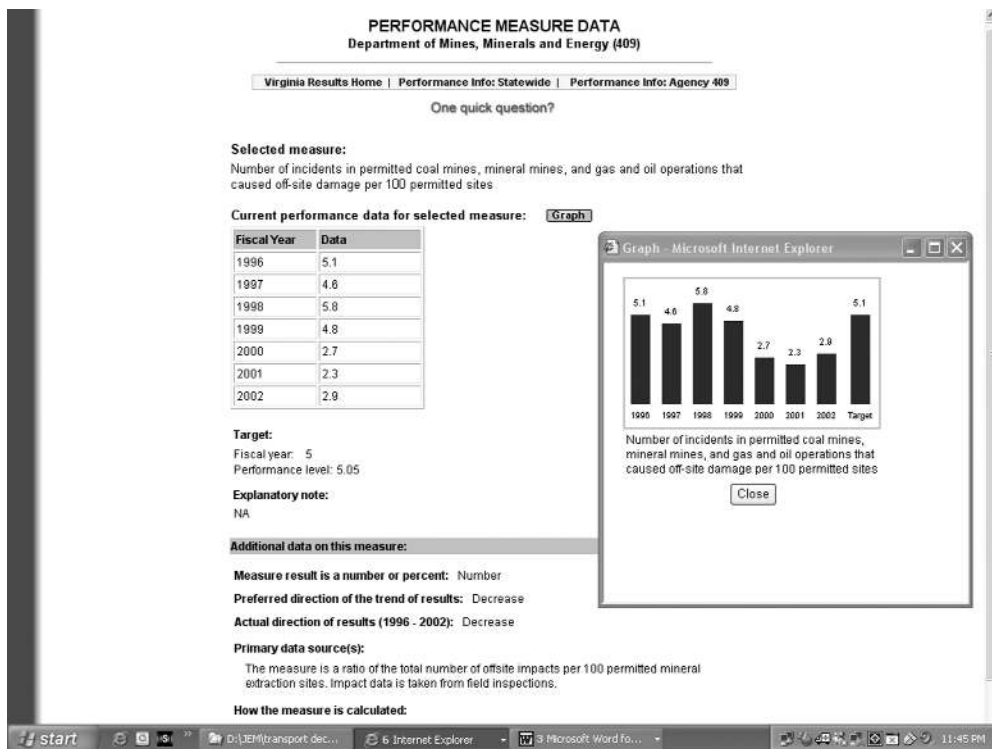 PERFORMANCE MEASURE DATA
Department of Mines, Minerals and Energy (409)
Virginia Results Home | Performance Info: Statewide | Performance Info: Agency 409
One quick question?
Selected measure:
Number of incidents in permitted coal mines, mineral mines, and gas and oil operations that
caused off-site damage per 100 permitted sites
Current performance data for selected measure: Graph
Fiscal Year Data
1996 5.1
1997 4.6
1998 5.8
1999 4.8
2000 2.7
2001 2.3
2002 2.9
Target:
Fiscal year: 5
Performance level: 5.05
Explanatory note:
NA
Additional data on this measure:
Measure result is a number or percent: Number
Preferred direction of the trend of results: Decrease
Actual direction of results (1996 - 2002): Decrease
Primary data source(s):
The measure is a ratio of the total number of offsite impacts per 100 permitted mineral
extraction sites. Impact data is taken from field inspections.
How the measure is calculated:
Graph - Microsoft Internet Explorer
5.1 4.6 5.8 4.8 2.7 2.3 2.9 5.1
1996 1997 1998 1999 2000 2001 2002 Target
Number of incidents in permitted coal mines,
mineral mines, and gas and oil operations that
caused off-site damage per 100 permitted sites
Close
start » D:\JEM\transport dec... 6 Internet Explorer 3 Microsoft Word fo... 11:45 PM